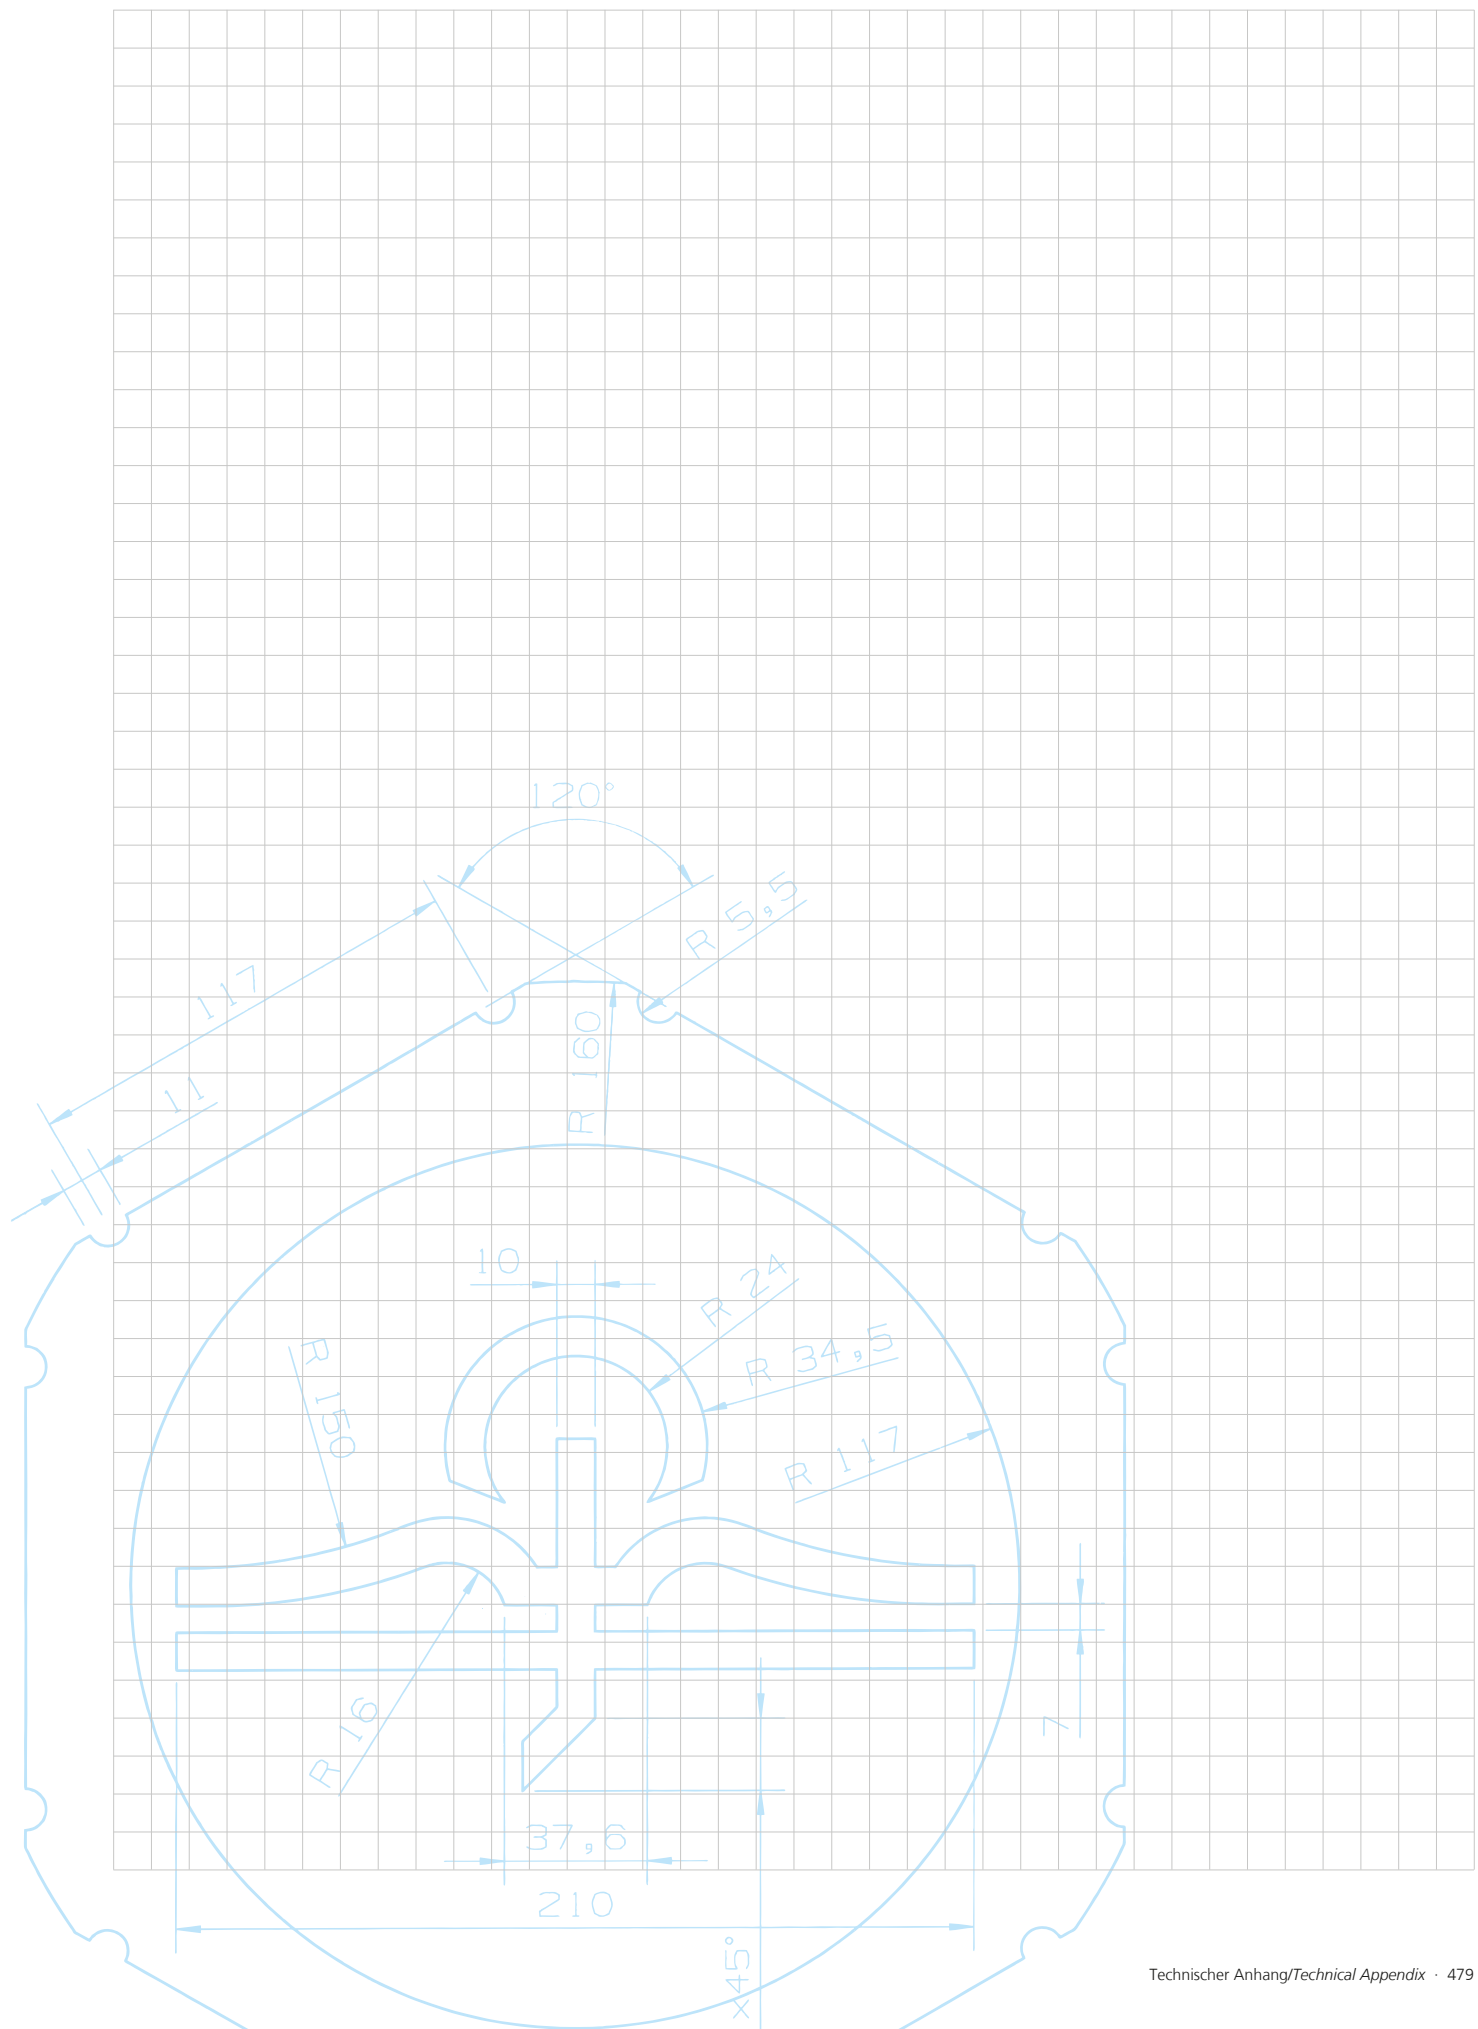 120°
R 5,5
117
R 160
11
10
R 24
R 34,5
R 150
R 117
R 16
7
37,6
210
x45°
Technischer Anhang/Technical Appendix · 479